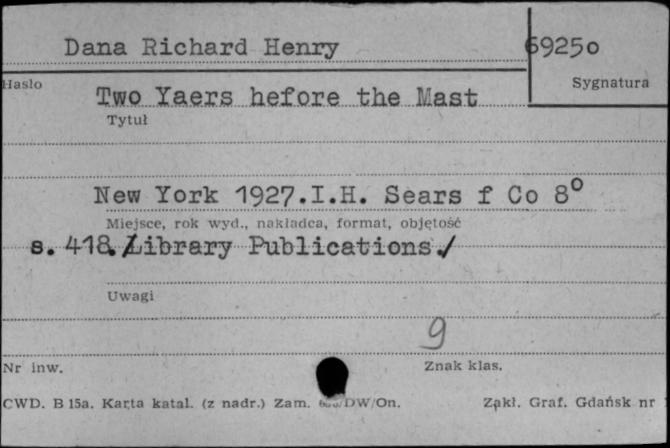 Dana Richard Henry 69250
Hasło Sygnatura
Two Yaers hefore the Mast
Tytuł
New York 1927.I.H. Sears f Co 8°
Miejsce, rok wyd., nakładca, format, objętość
s. 418./Library Publications./
Uwagi
9
Nr inw. Znak klas.
CWD. B 15a. Karta katal. (z nadr.) Zam. /DW/On. Zakł. Graf. Gdańsk nr